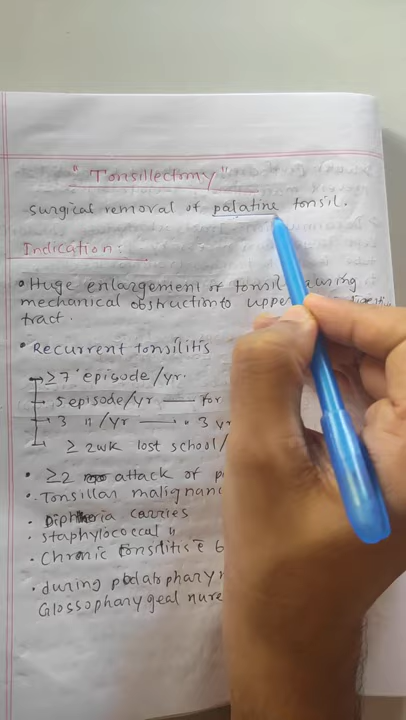 "Tonsillectomy"
surgical removal of palatine tonsil.
Indication:
• Huge enlargement of tonsil causing
mechanical obstruction to upper
tract.
• Recurrent tonsilitis
≥7 episode/yr.
5 episode/yr — for
3 " /yr — " 3 yr
≥ 2wk lost school/
• ≥2 attack of
• Tonsillar malignanc
• Diphtheria carries
• staphylococcal "
• Chronic tonsilitis c̄
• during
Glossopharygeal nure